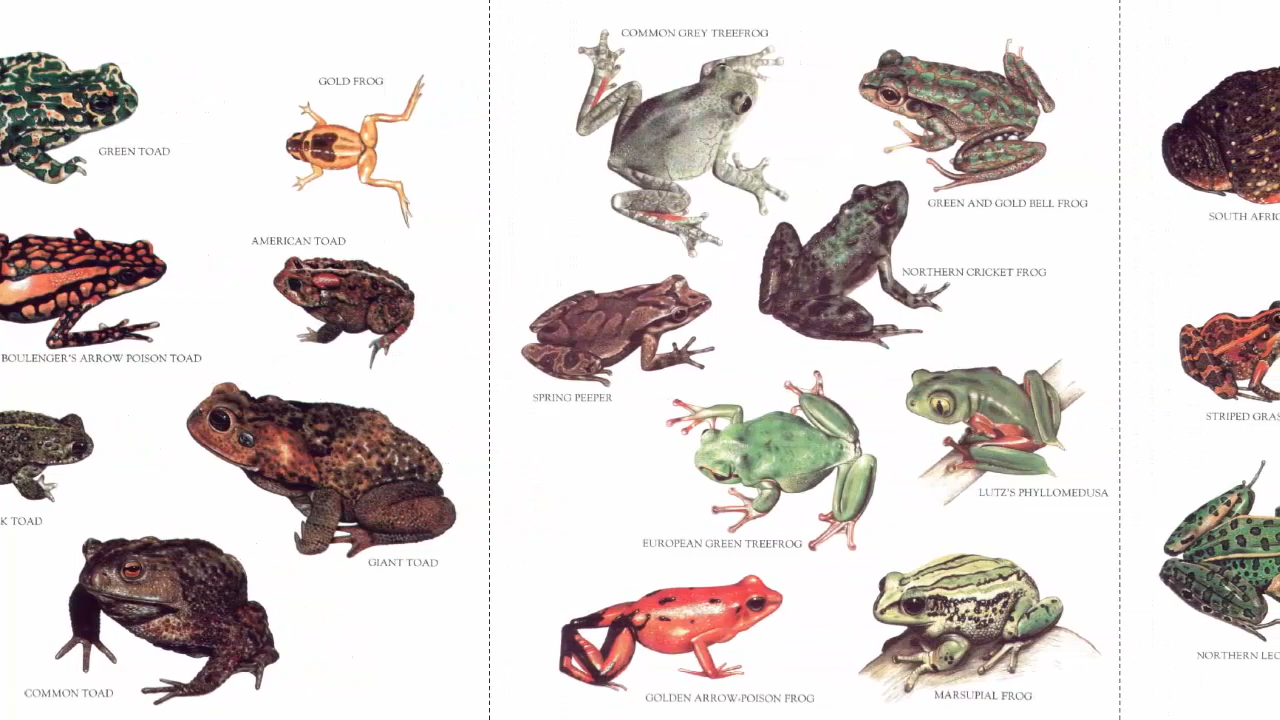 GREEN TOAD
GOLD FROG
AMERICAN TOAD
BOULENGER'S ARROW POISON TOAD
K TOAD
GIANT TOAD
COMMON TOAD
COMMON GREY TREEFROG
GREEN AND GOLD BELL FROG
NORTHERN CRICKET FROG
SPRING PEEPER
LUTZ'S PHYLLOMEDUSA
EUROPEAN GREEN TREEFROG
GOLDEN ARROW-POISON FROG
MARSUPIAL FROG
SOUTH AFRIC
STRIPED GRAS
NORTHERN LEO